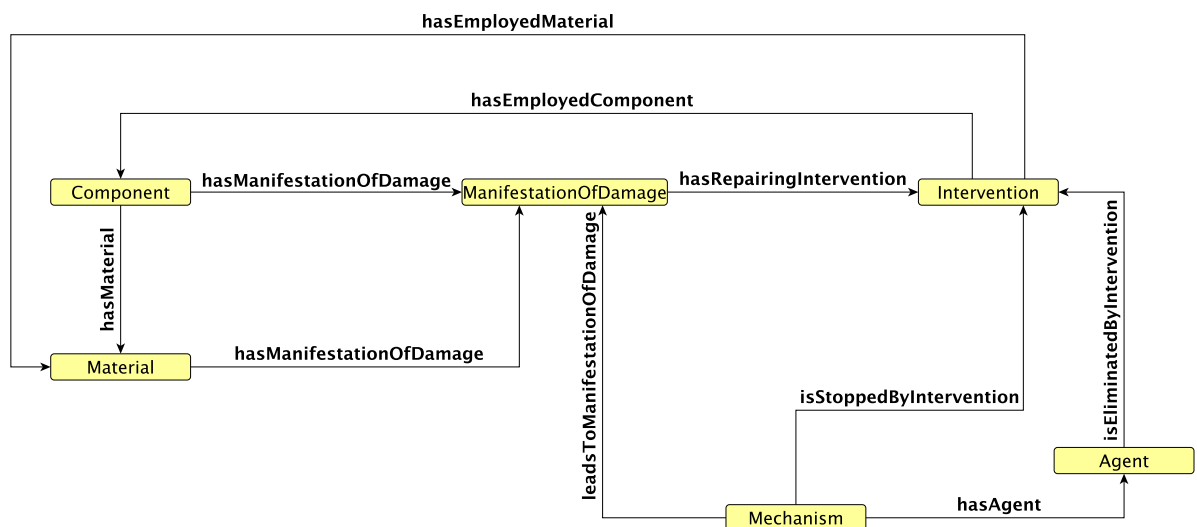 hasEmployedMaterial
hasEmployedComponent
Component
hasManifestationOfDamage
ManifestationOfDamage
hasRepairingIntervention
Intervention
hasMaterial
leadsToManifestationOfDamage
isEliminatedByIntervention
Material
hasManifestationOfDamage
isStoppedByIntervention
Agent
Mechanism
hasAgent